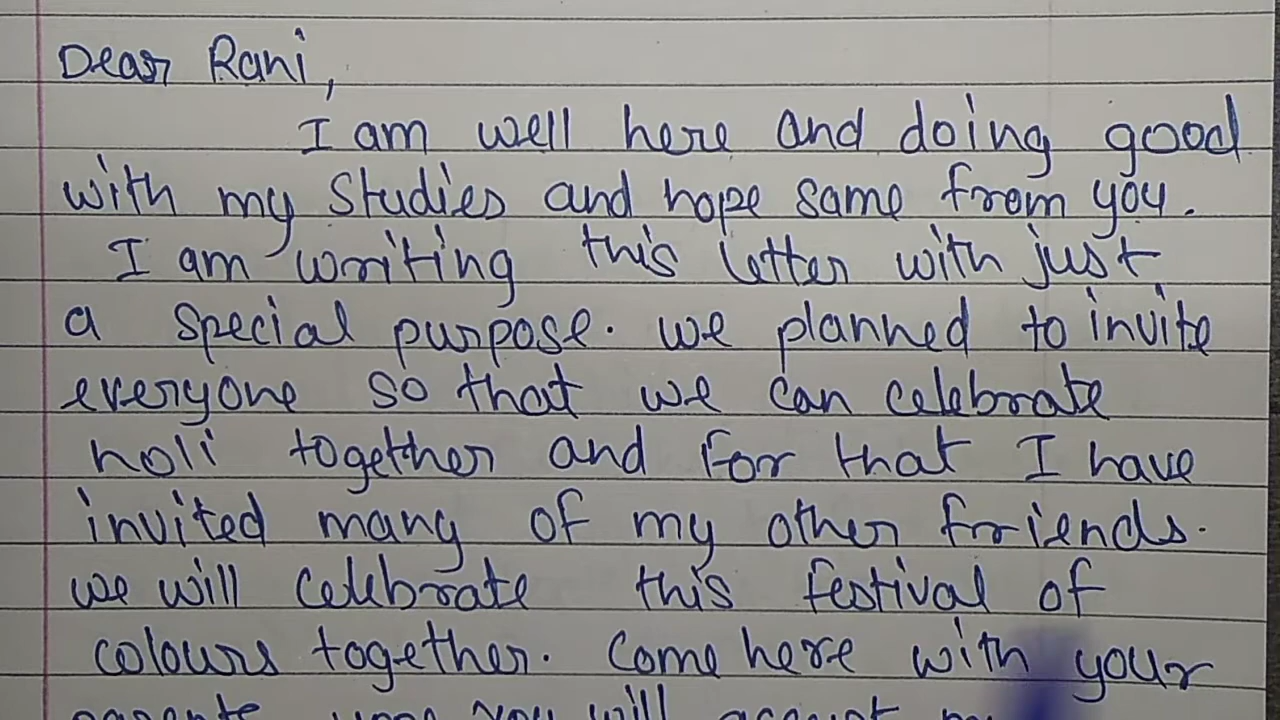 Dear Rani,
I am well here and doing good
with my studies and hope same from you.
I am writing this letter with just
a special purpose. we planned to invite
everyone so that we can celebrate
holi together and for that I have
invited many of my other friends.
we will celebrate this festival of
colours together. Come here with your
you will